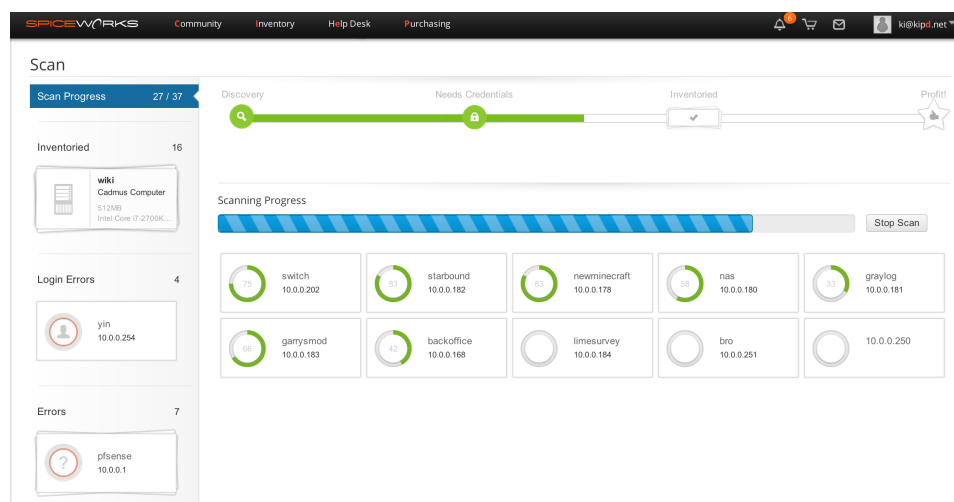 SPICEWORKS Community Inventory Help Desk Purchasing 6 ki@kipd.net
Scan
Scan Progress 27 / 37
Discovery Needs Credentials Inventoried Profit!
Inventoried 16
wiki
Cadmus Computer
512MB
Intel Core i7-2700K...
Scanning Progress
Stop Scan
75 switch
10.0.0.202
83 starbound
10.0.0.182
83 newminecraft
10.0.0.178
58 nas
10.0.0.180
33 graylog
10.0.0.181
Login Errors 4
yin
10.0.0.254
66 garrysmod
10.0.0.183
42 backoffice
10.0.0.168
limesurvey
10.0.0.184
bro
10.0.0.251
10.0.0.250
Errors 7
?
pfsense
10.0.0.1